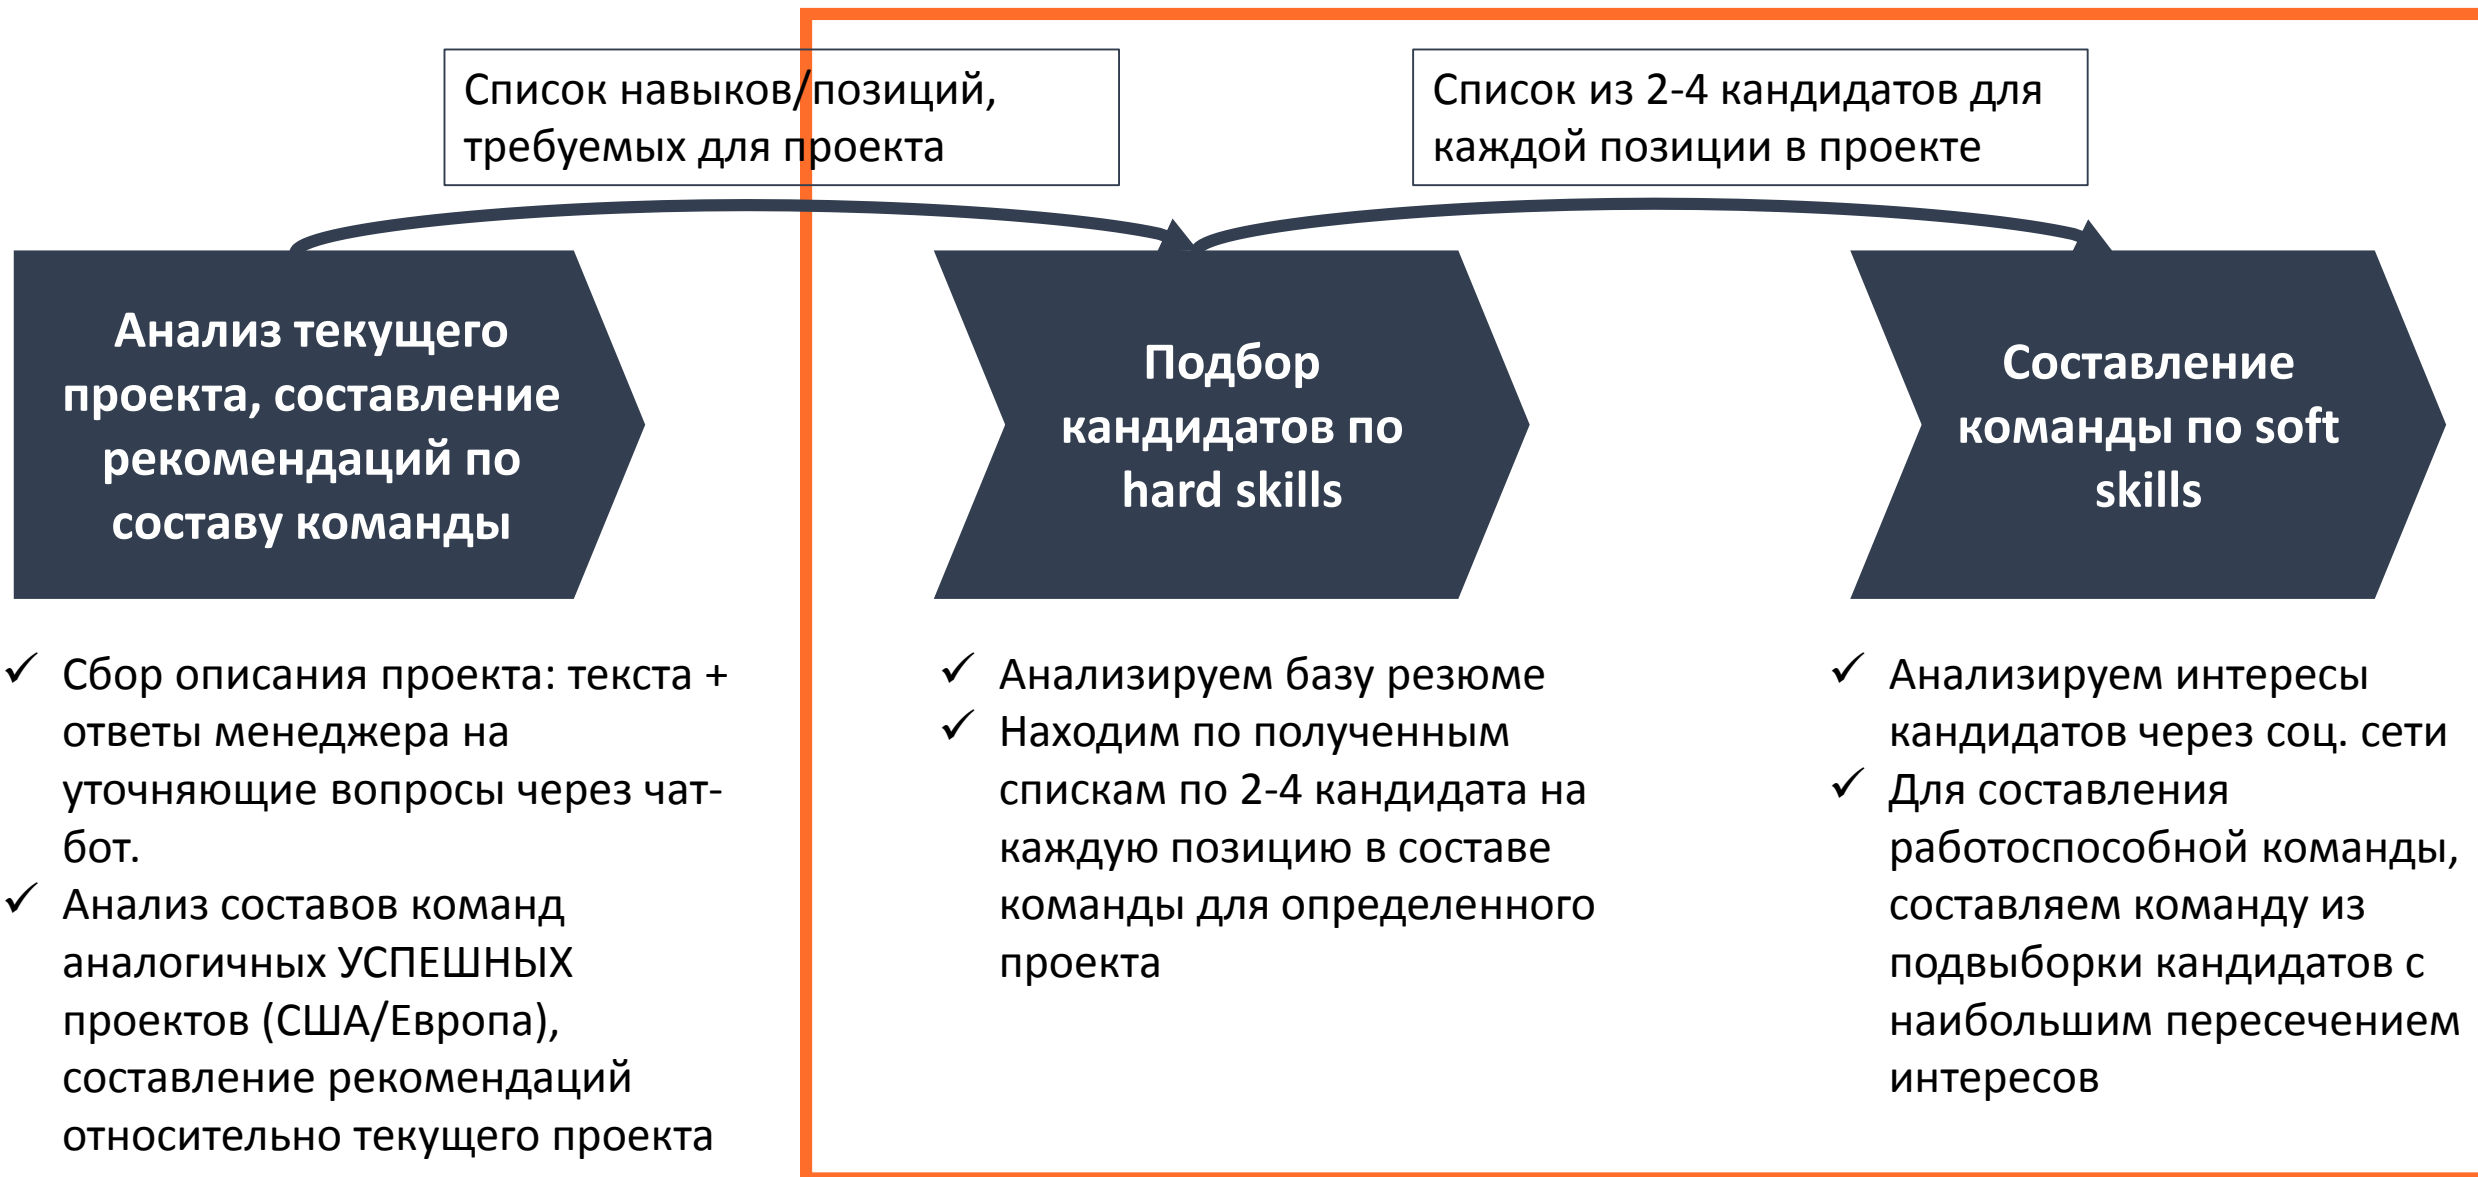 Список навыков/позиций,
требуемых для проекта
Список из 2-4 кандидатов для
каждой позиции в проекте
Анализ текущего
проекта, составление
рекомендаций по
составу команды
Подбор
кандидатов по
hard skills
Составление
команды по soft
skills
✓ Сбор описания проекта: текста +
ответы менеджера на
уточняющие вопросы через чат-
бот.
✓ Анализ составов команд
аналогичных УСПЕШНЫХ
проектов (США/Европа),
составление рекомендаций
относительно текущего проекта
✓ Анализируем базу резюме
✓ Находим по полученным
спискам по 2-4 кандидата на
каждую позицию в составе
команды для определенного
проекта
✓ Анализируем интересы
кандидатов через соц. сети
✓ Для составления
работоспособной команды,
составляем команду из
подвыборки кандидатов с
наибольшим пересечением
интересов